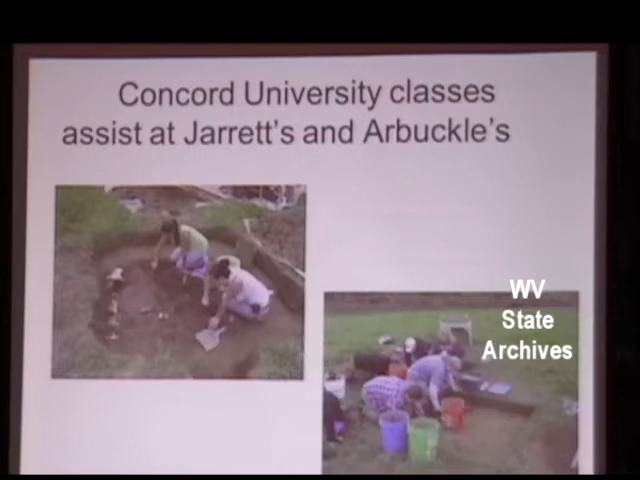 Concord University classes
assist at Jarrett's and Arbuckle's
WV
State
Archives